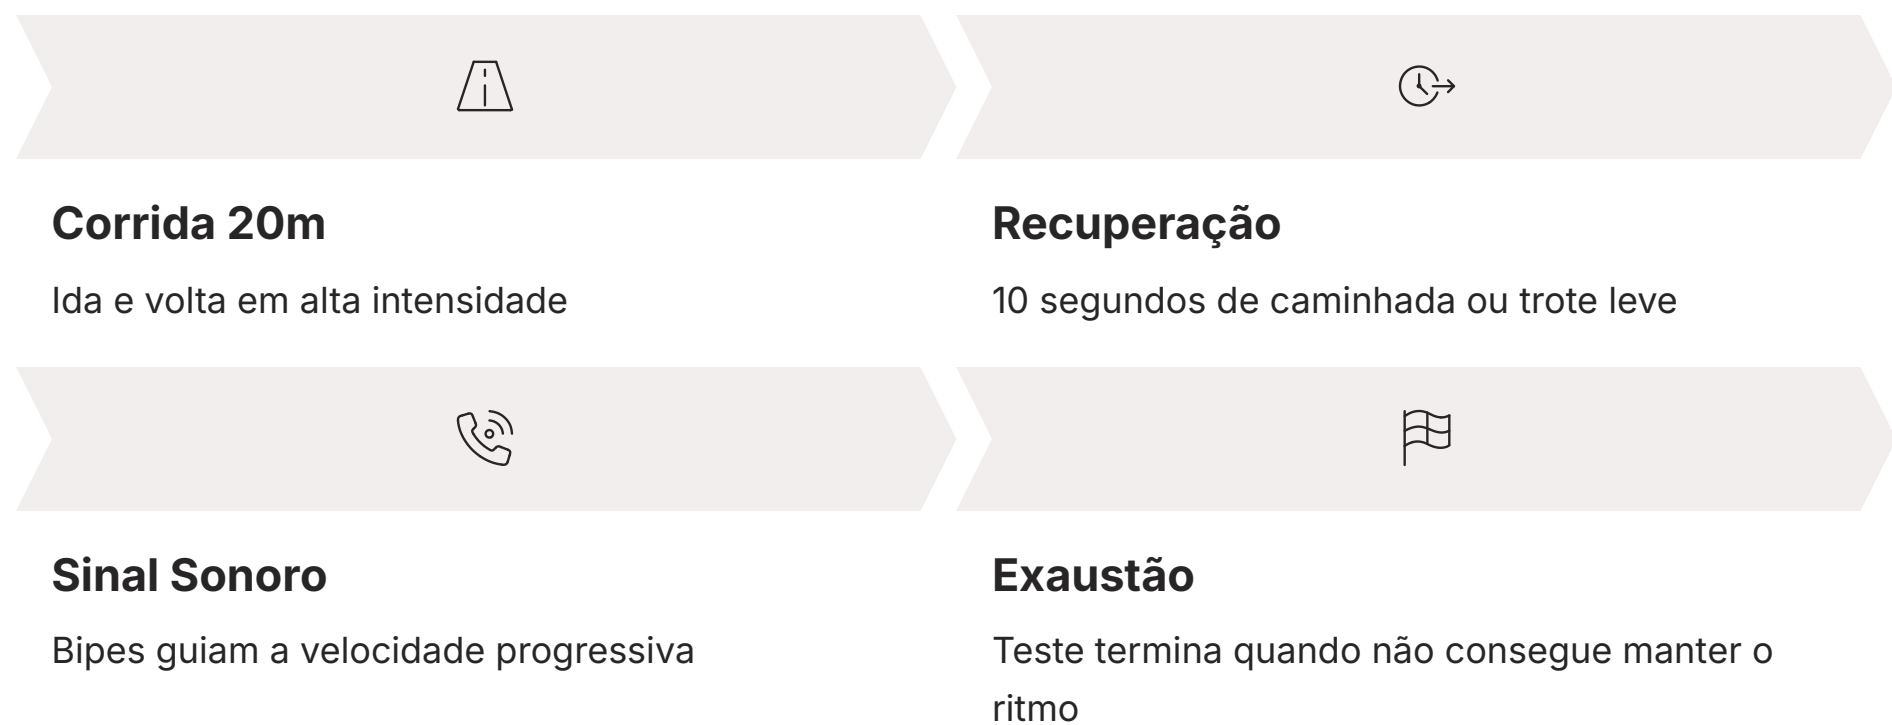 Corrida 20m
Ida e volta em alta intensidade
Recuperação
10 segundos de caminhada ou trote leve
Sinal Sonoro
Bipes guiam a velocidade progressiva
Exaustão
Teste termina quando não consegue manter o
ritmo